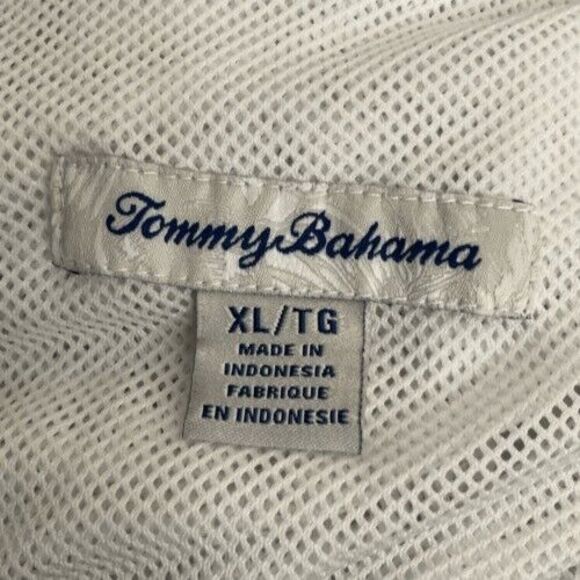 Tommy Bahama
XL/TG
MADE IN
INDONESIA
FABRIQUE
EN INDONESIE